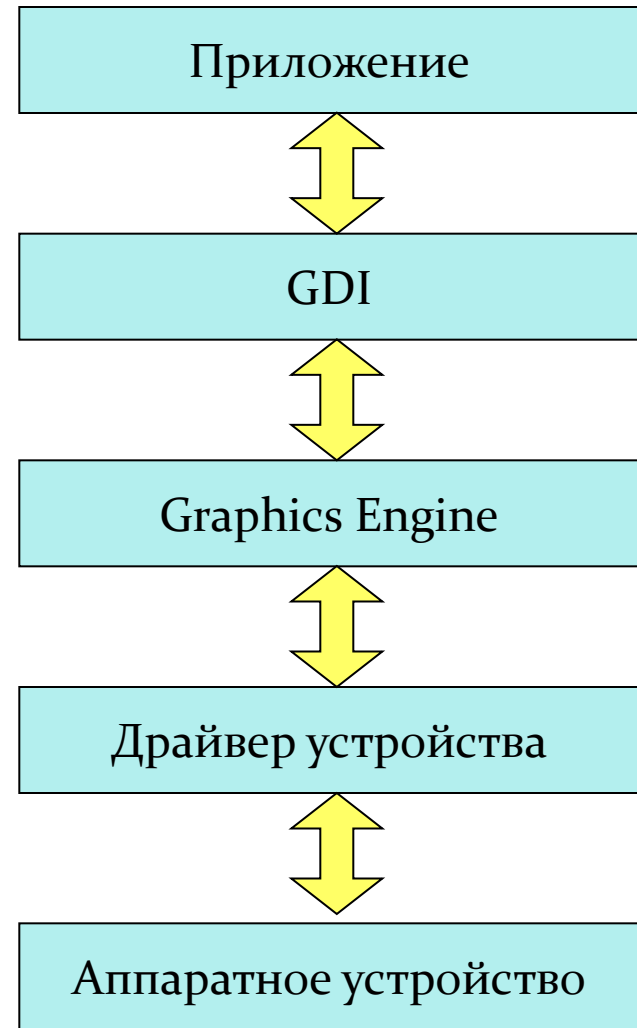 Приложение
GDI
Graphics Engine
Драйвер устройства
Аппаратное устройство